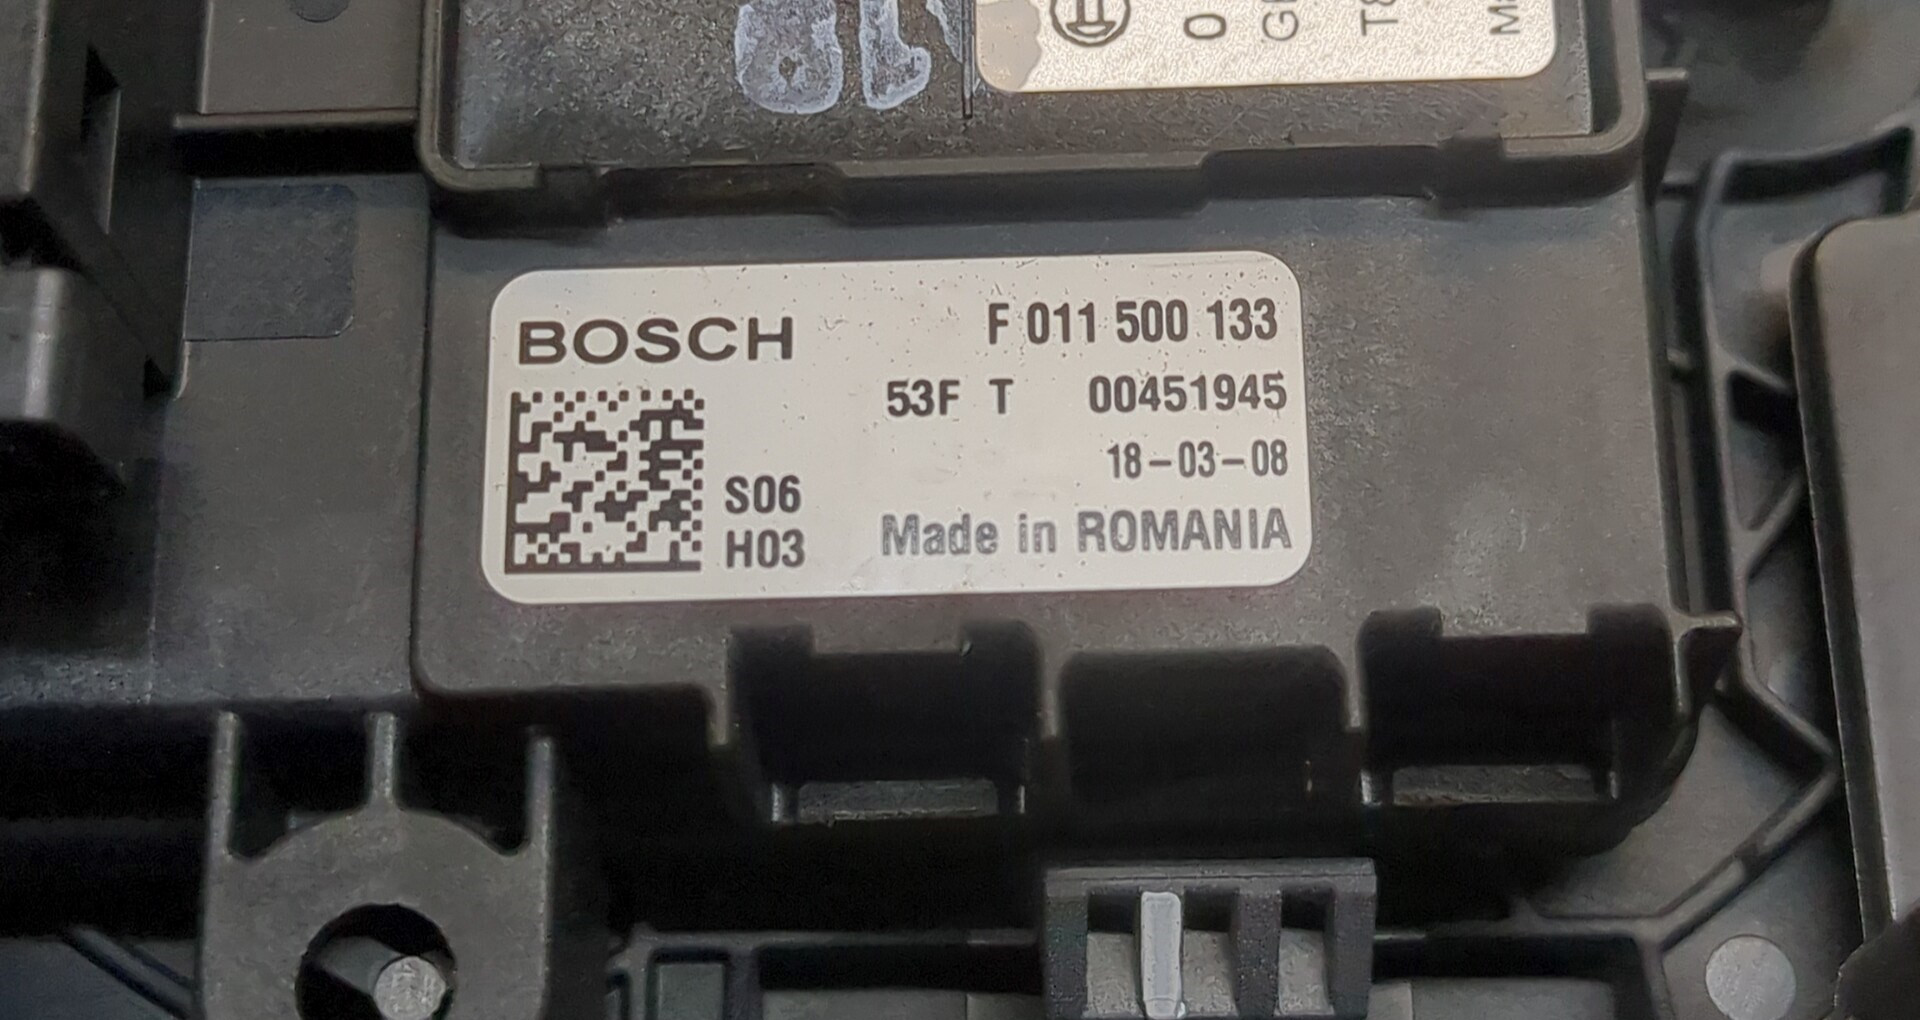 BOSCH
F 011 500 133
53F T 00451945
18-03-08
S06
H03
Made in ROMANIA